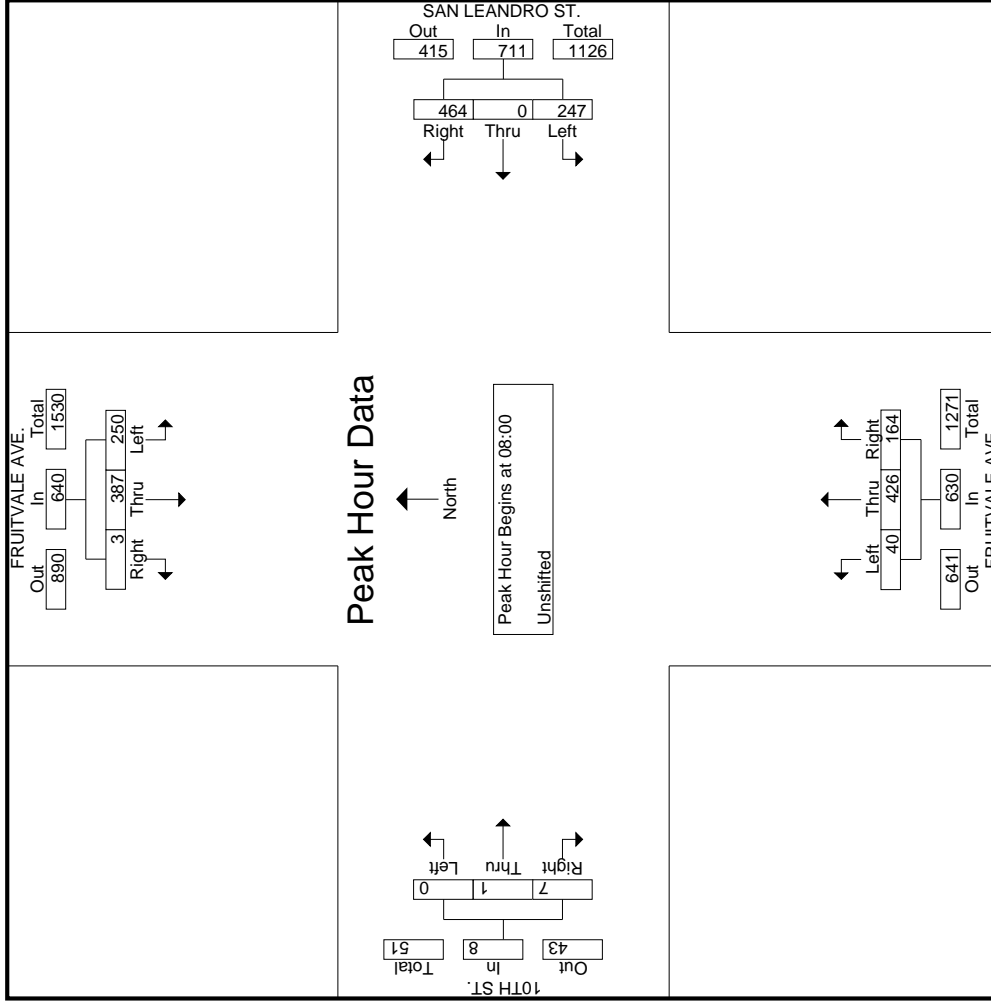 SAN LEANDRO ST.
Out In Total
415 711 1126
464 0 247
Right Thru Left
FRUITVALE AVE.
Out In Total
890 640 1530
3 387 250
Right Thru Left
Peak Hour Data
North
Peak Hour Begins at 08:00
Unshifted
Left Thru Right
40 426 164
641 630 1271
Out In Total
FRUITVALE AVE.
Left Thru Right
0 1 7
51 8 43
Total In Out
10TH ST.